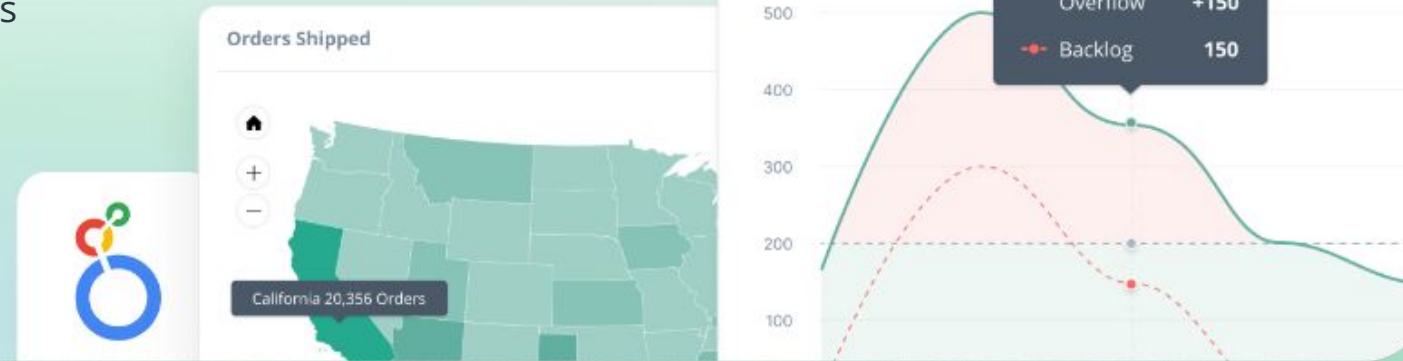 s
Orders Shipped
+
−
California 20,356 Orders
500
400
300
200
100
Overflow +150
Backlog 150